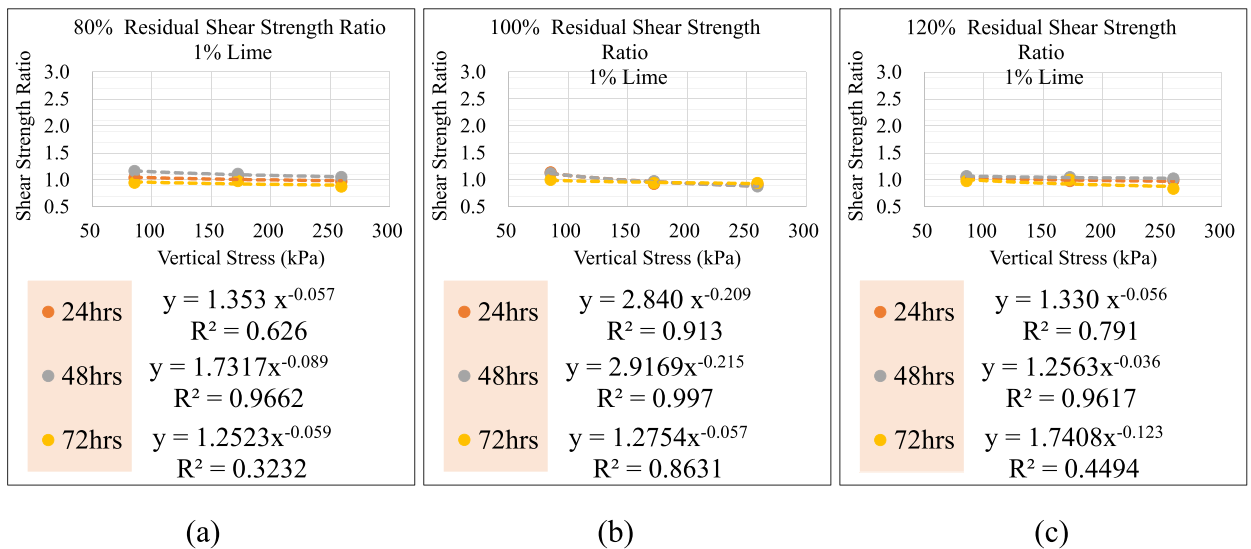 80% Residual Shear Strength Ratio
1% Lime
Shear Strength Ratio
3.0
2.5
2.0
1.5
1.0
0.5
50 100 150 200 250 300
Vertical Stress (kPa)
24hrs y = 1.353 x^-0.057
R² = 0.626
48hrs y = 1.7317x^-0.089
R² = 0.9662
72hrs y = 1.2523x^-0.059
R² = 0.3232
(a)
100% Residual Shear Strength
Ratio
1% Lime
Shear Strength Ratio
3.0
2.5
2.0
1.5
1.0
0.5
50 100 150 200 250 300
Vertical Stress (kPa)
24hrs y = 2.840 x^-0.209
R² = 0.913
48hrs y = 2.9169x^-0.215
R² = 0.997
72hrs y = 1.2754x^-0.057
R² = 0.8631
(b)
120% Residual Shear Strength
Ratio
1% Lime
Shear Strength Ratio
3.0
2.5
2.0
1.5
1.0
0.5
50 100 150 200 250 300
Vertical Stress (kPa)
24hrs y = 1.330 x^-0.056
R² = 0.791
48hrs y = 1.2563x^-0.036
R² = 0.9617
72hrs y = 1.7408x^-0.123
R² = 0.4494
(c)